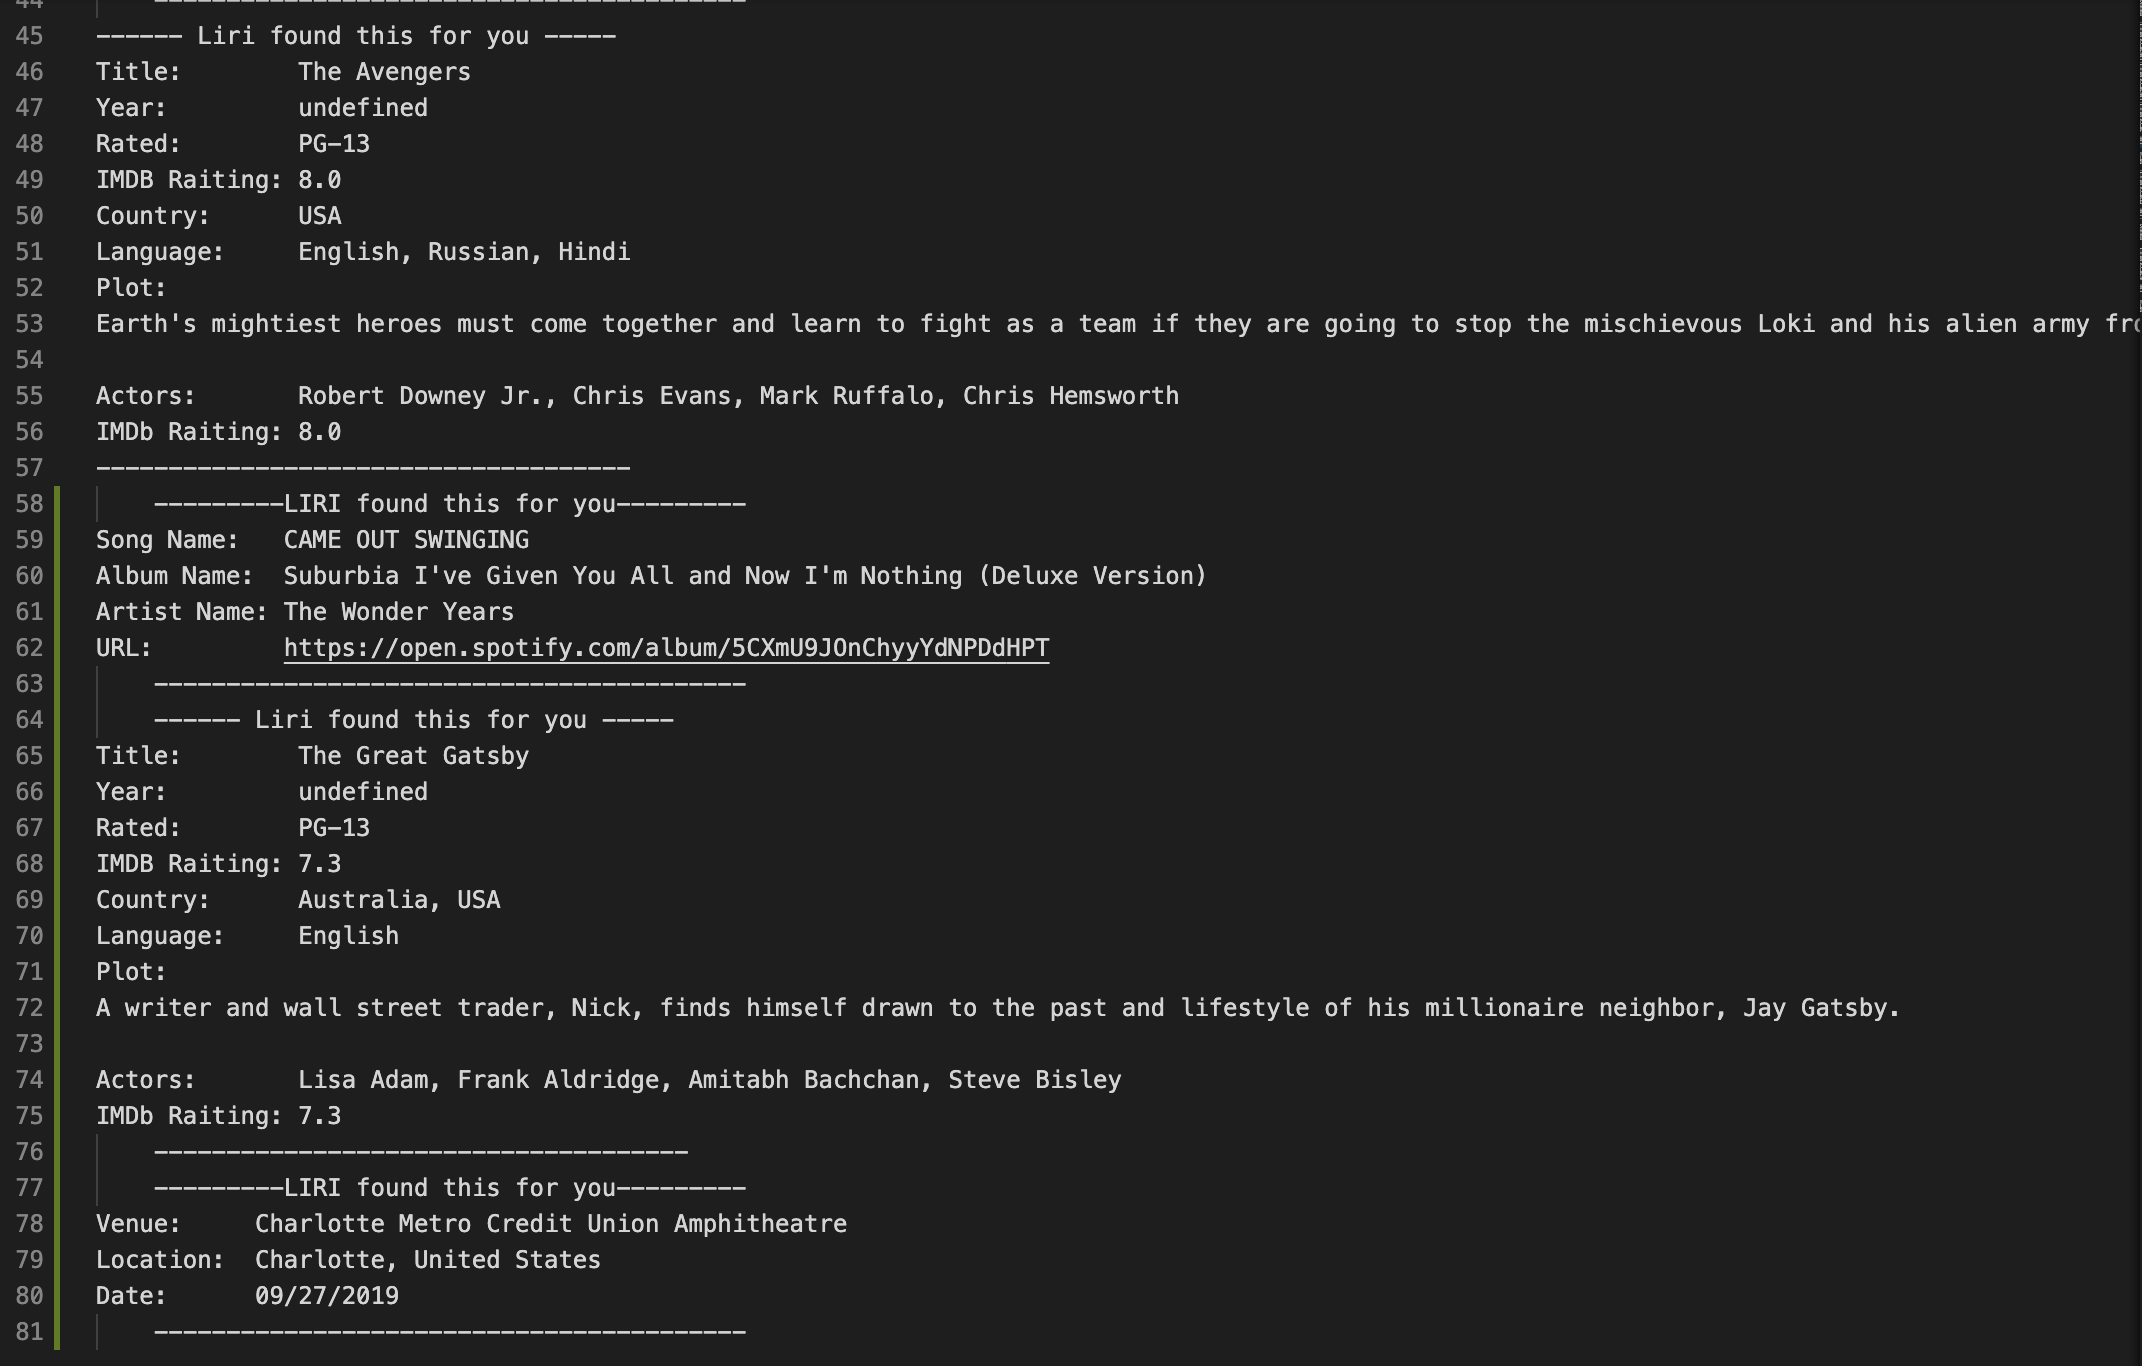 44 -----------------------------------------
45 ------ Liri found this for you -----
46 Title:        The Avengers
47 Year:         undefined
48 Rated:        PG-13
49 IMDB Raiting: 8.0
50 Country:      USA
51 Language:     English, Russian, Hindi
52 Plot:
53 Earth's mightiest heroes must come together and learn to fight as a team if they are going to stop the mischievous Loki and his alien army
54
55 Actors:       Robert Downey Jr., Chris Evans, Mark Ruffalo, Chris Hemsworth
56 IMDb Raiting: 8.0
57 -------------------------------------
58     ---------LIRI found this for you---------
59 Song Name:   CAME OUT SWINGING
60 Album Name:  Suburbia I've Given You All and Now I'm Nothing (Deluxe Version)
61 Artist Name: The Wonder Years
62 URL:         https://open.spotify.com/album/5CXmU9JOnChyyYdNPDdHPT
63     -----------------------------------------
64     ------ Liri found this for you -----
65 Title:        The Great Gatsby
66 Year:         undefined
67 Rated:        PG-13
68 IMDB Raiting: 7.3
69 Country:      Australia, USA
70 Language:     English
71 Plot:
72 A writer and wall street trader, Nick, finds himself drawn to the past and lifestyle of his millionaire neighbor, Jay Gatsby.
73
74 Actors:       Lisa Adam, Frank Aldridge, Amitabh Bachchan, Steve Bisley
75 IMDb Raiting: 7.3
76     -------------------------------------
77     ---------LIRI found this for you---------
78 Venue:     Charlotte Metro Credit Union Amphitheatre
79 Location:  Charlotte, United States
80 Date:      09/27/2019
81     -----------------------------------------